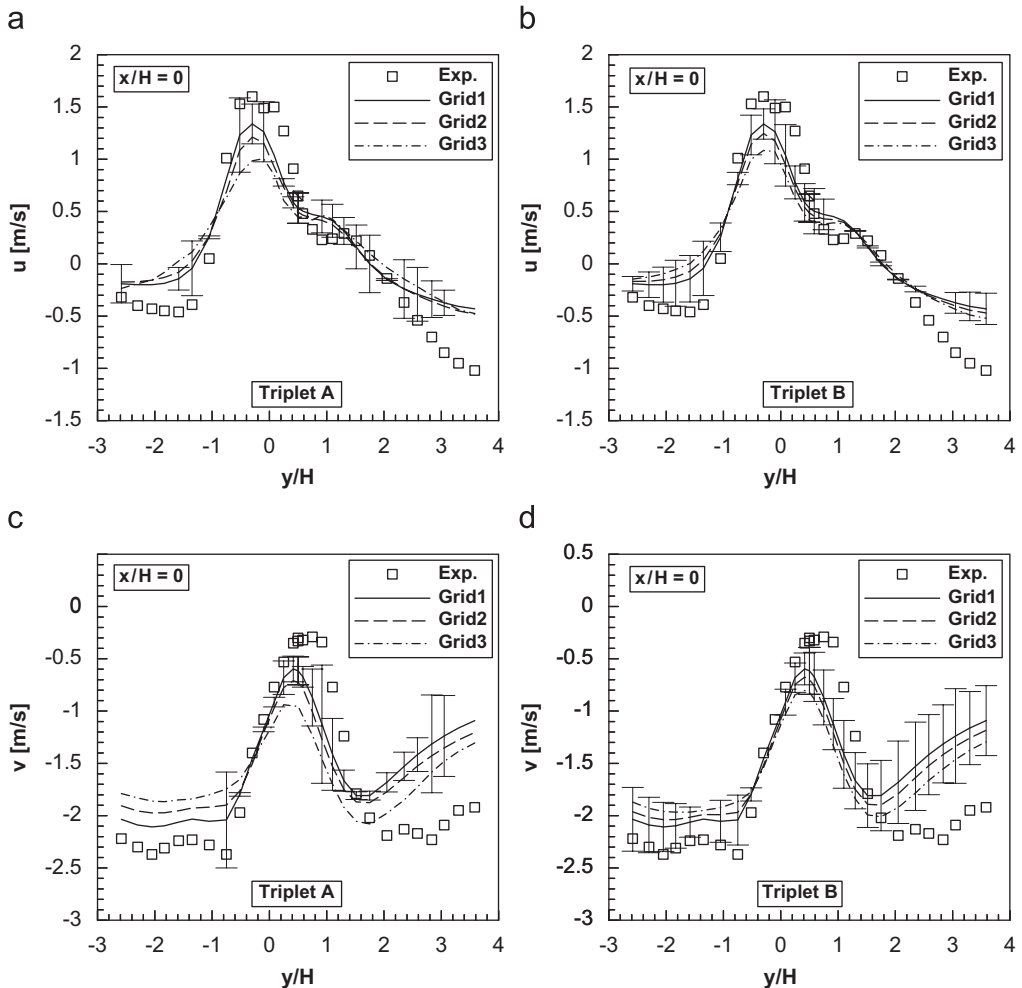 a
2
1.5
1
0.5
0
-0.5
-1
-1.5
u [m/s]
x/H = 0
Exp.
Grid1
Grid2
Grid3
Triplet A
-3 -2 -1 0 1 2 3 4
y/H
b
2
1.5
1
0.5
0
-0.5
-1
-1.5
u [m/s]
x/H = 0
Exp.
Grid1
Grid2
Grid3
Triplet B
-3 -2 -1 0 1 2 3 4
y/H
c
0
-0.5
-1
-1.5
-2
-2.5
-3
v [m/s]
x/H = 0
Exp.
Grid1
Grid2
Grid3
Triplet A
-3 -2 -1 0 1 2 3 4
y/H
d
0.5
0
-0.5
-1
-1.5
-2
-2.5
-3
v [m/s]
x/H = 0
Exp.
Grid1
Grid2
Grid3
Triplet B
-3 -2 -1 0 1 2 3 4
y/H